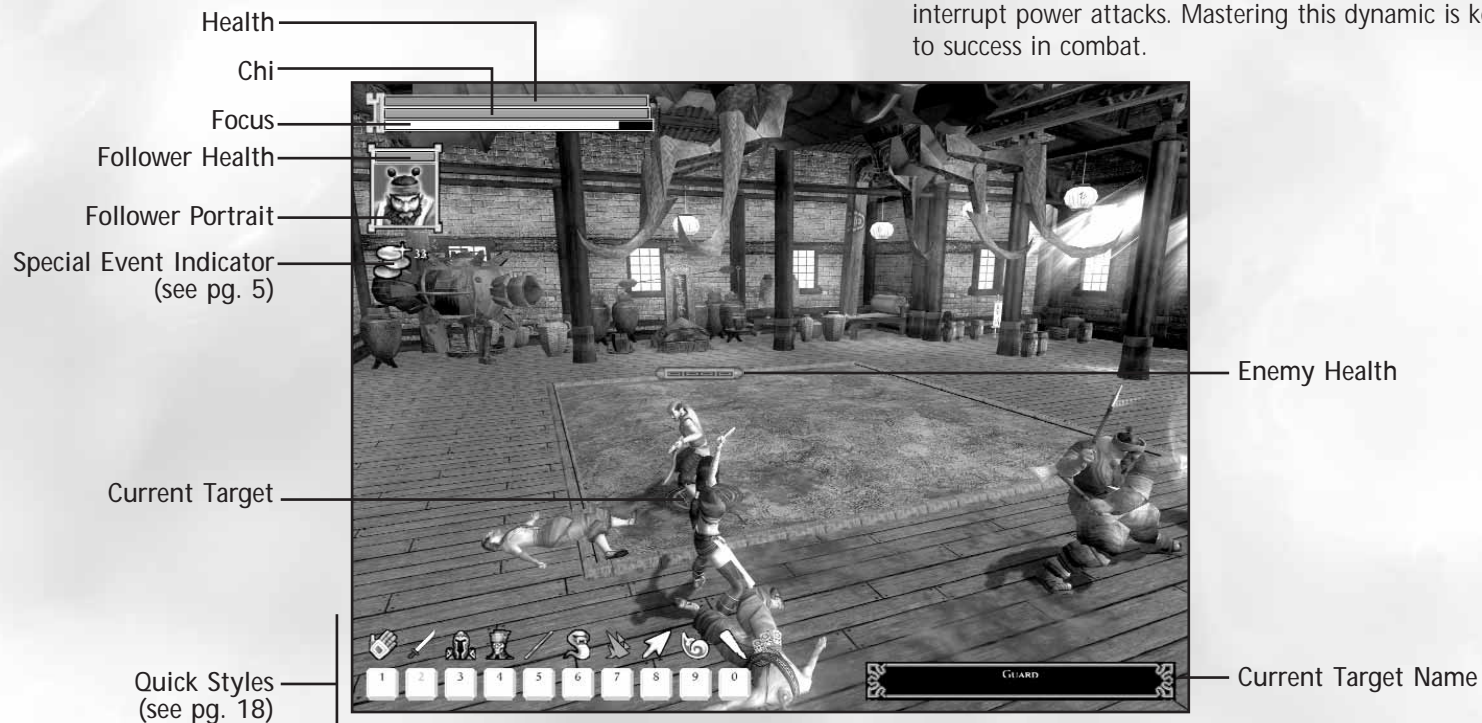 interrupt power attacks. Mastering this dynamic is
to success in combat.
Health
Chi
Focus
Follower Health
Follower Portrait
Special Event Indicator
(see pg. 5)
33
Enemy Health
Current Target
Quick Styles
(see pg. 18)
1 2 3 4 5 6 7 8 9 0
GUARD
Current Target Name